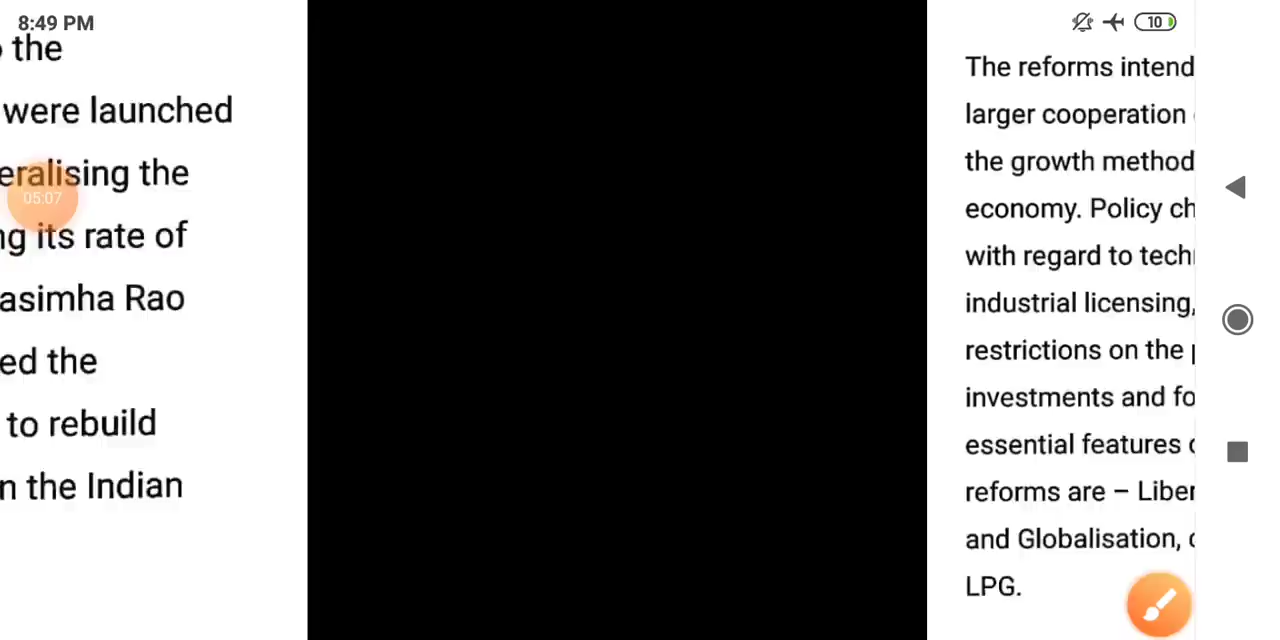 8:49 PM
the
were launched
eralising the
05:07
ng its rate of
asimha Rao
ed the
to rebuild
n the Indian
10
The reforms intend
larger cooperation
the growth method
economy. Policy ch
with regard to tech
industrial licensing,
restrictions on the
investments and fo
essential features
reforms are – Liber
and Globalisation,
LPG.